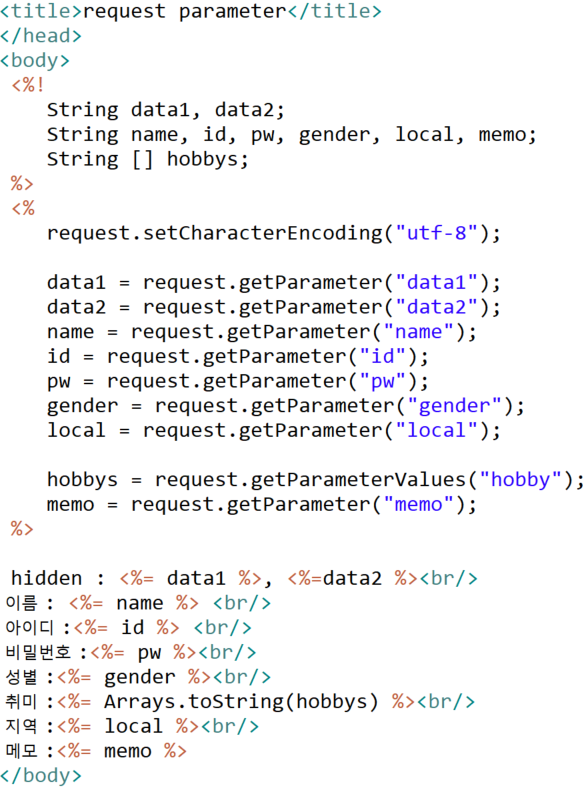 <title>request parameter</title>
</head>
<body>
<%!
String data1, data2;
String name, id, pw, gender, local, memo;
String [] hobbys;
%>
<%
request.setCharacterEncoding("utf-8");
data1 = request.getParameter("data1");
data2 = request.getParameter("data2");
name = request.getParameter("name");
id = request.getParameter("id");
pw = request.getParameter("pw");
gender = request.getParameter("gender");
local = request.getParameter("local");
hobbys = request.getParameterValues("hobby");
memo = request.getParameter("memo");
%>
hidden : <%= data1 %>, <%=data2 %><br/>
이름 : <%= name %> <br/>
아이디 :<%= id %> <br/>
비밀번호 :<%= pw %><br/>
성별 :<%= gender %><br/>
취미 :<%= Arrays.toString(hobbys) %><br/>
지역 :<%= local %><br/>
메모 :<%= memo %>
</body>